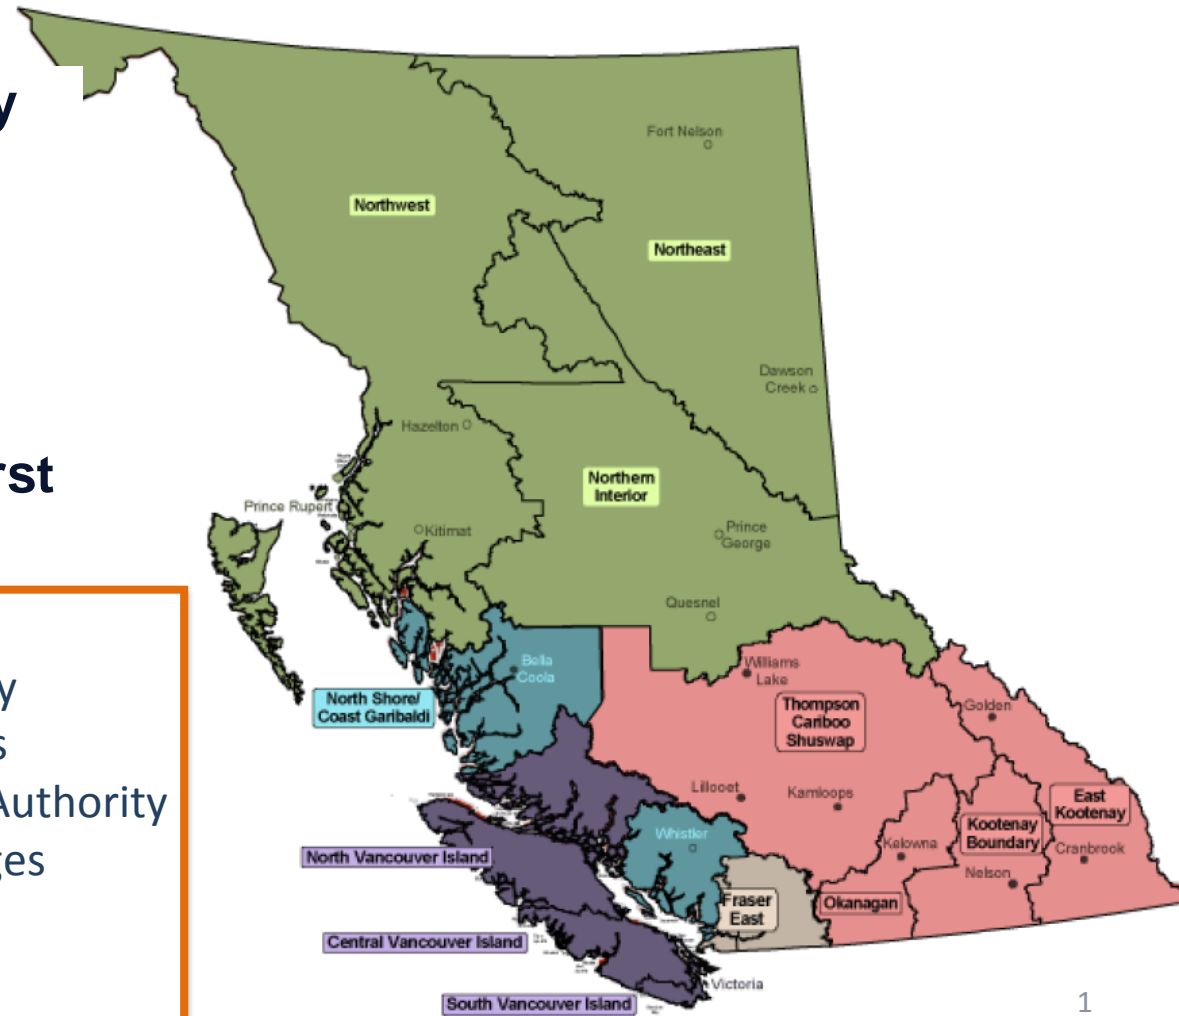 y
rst
y
s
Authority
ges
Fort Nelson
Northwest
Northeast
Dawson
Creek
Hazelton
Northern
Interior
Prince Rupert
Kitimat
Prince
George
Quesnel
Bella
Coola
Williams
Lake
North Shore/
Coast Garibaldi
Thompson
Cariboo
Shuswap
Golden
Lillooet
Kamloops
East
Kootenay
Whistler
Kootenay
Boundary
Kelowna
Cranbrook
North Vancouver Island
Nelson
Fraser
East
Okanagan
Central Vancouver Island
Victoria
South Vancouver Island
1